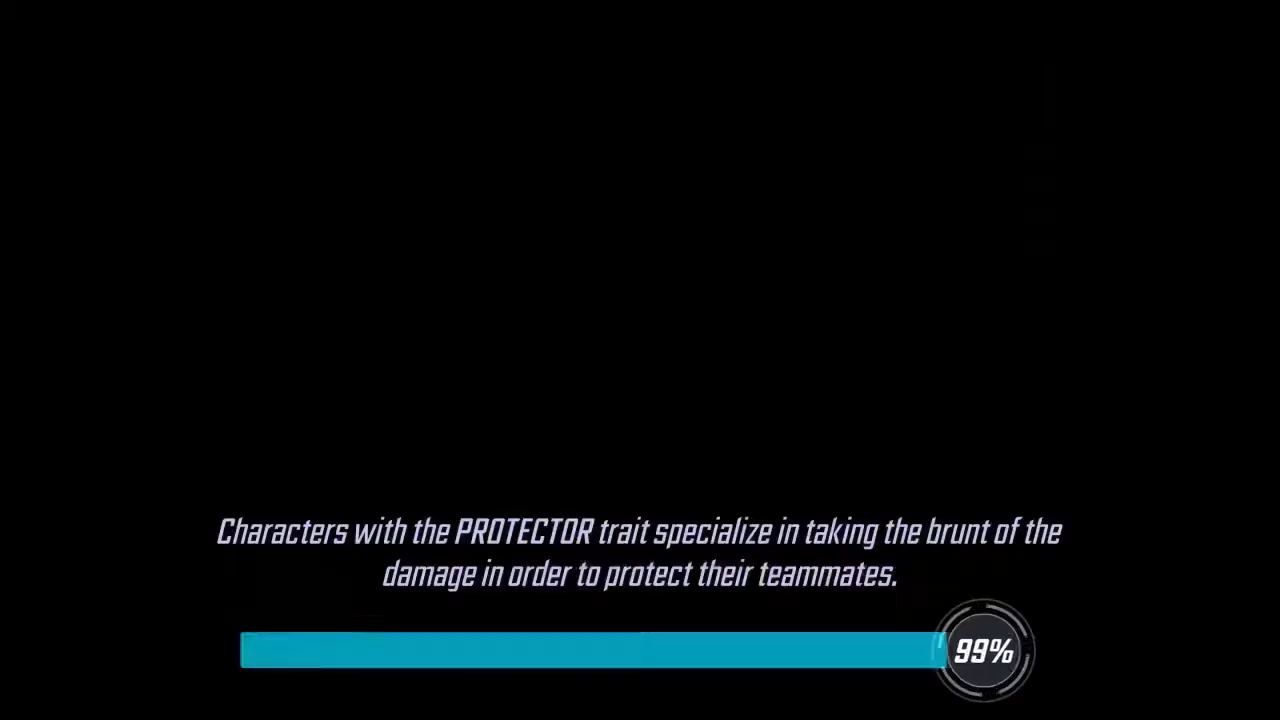 Characters with the PROTECTOR trait specialize in taking the brunt of the
damage in order to protect their teammates.
99%